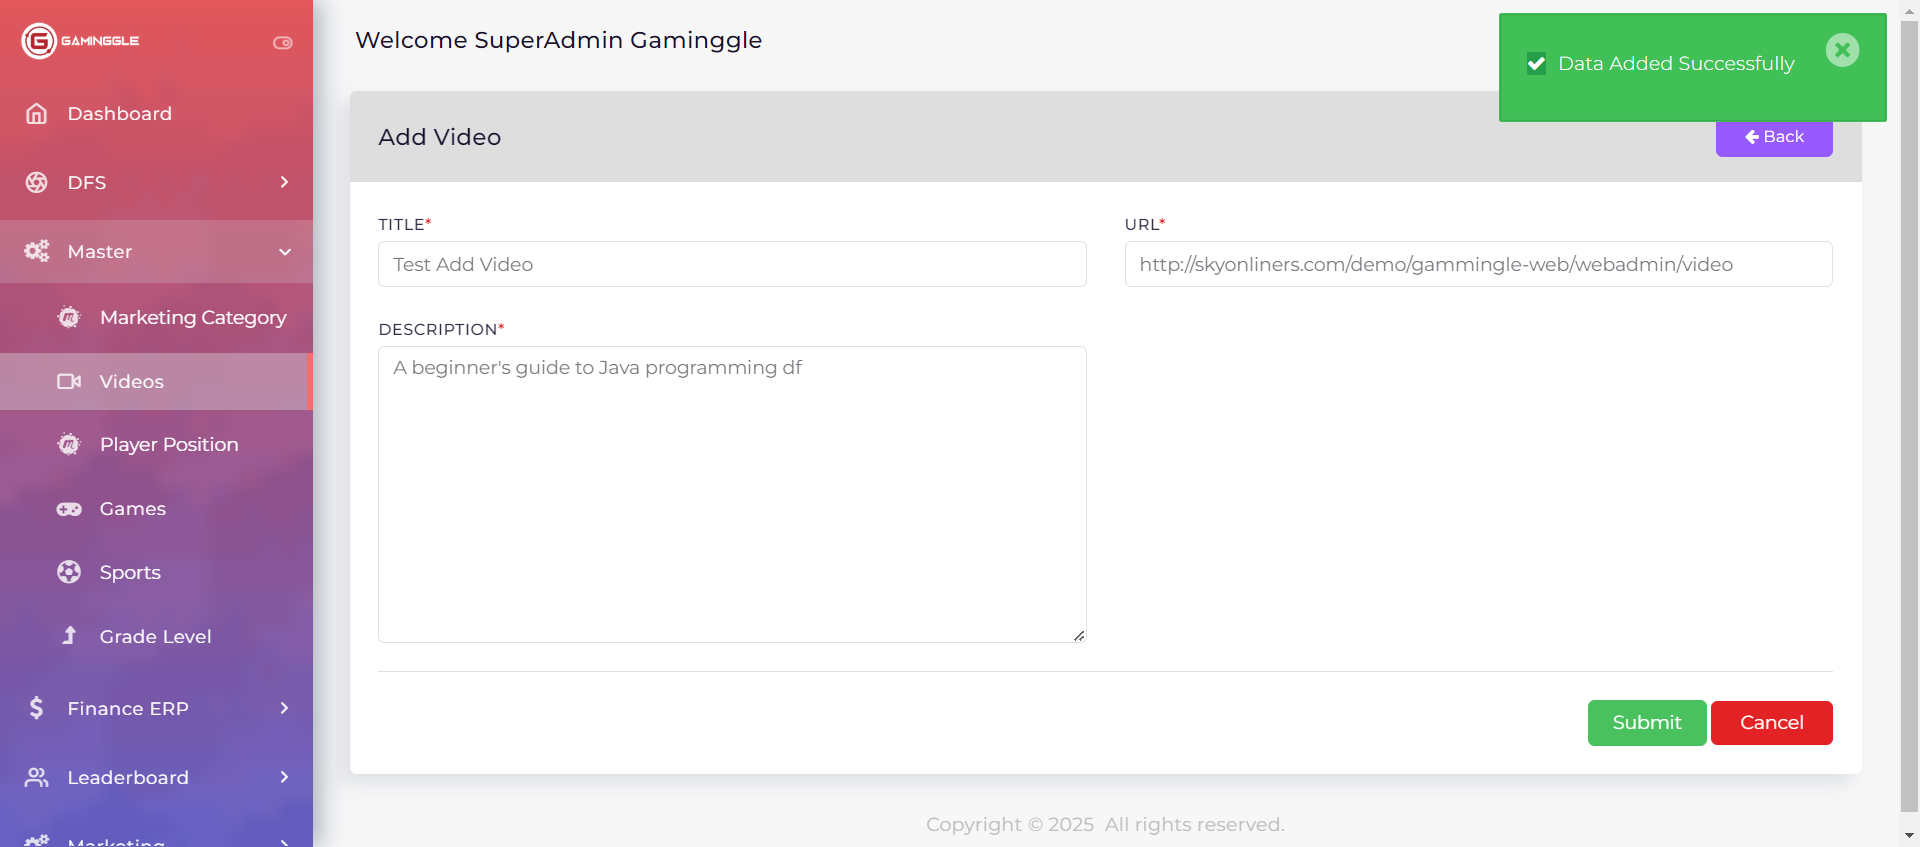 GAMINGGLE
Welcome SuperAdmin Gaminggle
Data Added Successfully
Dashboard
DFS
Master
Marketing Category
Videos
Player Position
Games
Sports
Grade Level
Finance ERP
Leaderboard
Marketing
Add Video
Back
TITLE*
Test Add Video
URL*
http://skyonliners.com/demo/gammingle-web/webadmin/video
DESCRIPTION*
A beginner's guide to Java programming df
Submit
Cancel
Copyright © 2025 All rights reserved.